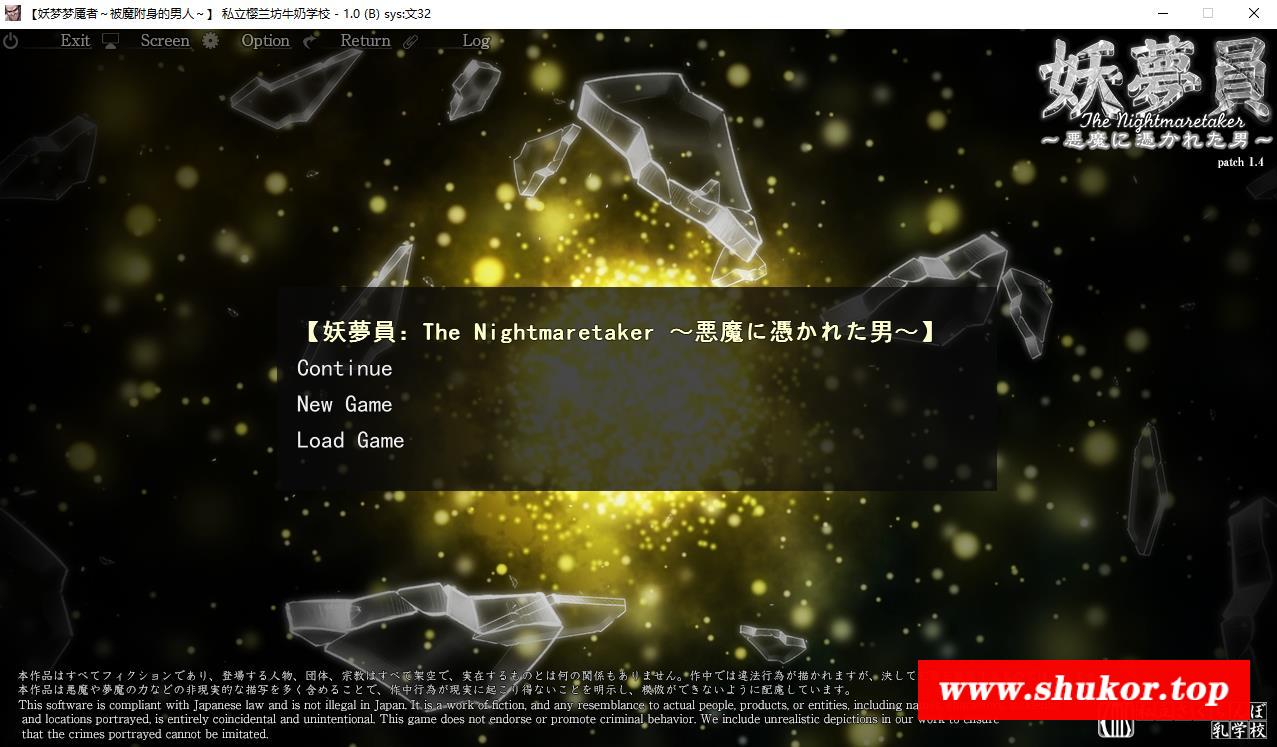 【妖梦梦魇者～被魔附身的男人～】 私立樱兰坊牛奶学校 - 1.0 (B) sys:文32
Exit Screen Option Return Log
妖夢員
The Nightmaretaker
～悪魔に憑かれた男～
patch 1.4
【妖夢員: The Nightmaretaker ～悪魔に憑かれた男～】
Continue
New Game
Load Game
本作品はすべてフィクションであり、登場する人物、団体、宗教はすべて架空で、実在するものとは何の関係もありません。作中では違法行為が描かれますが、決して
本作品は悪魔や夢魔の力などの非現実的な描写を多く含めることで、作中行為が現実に起こり得ないことを明示し、模倣ができないように配慮しています。
This software is compliant with Japanese law and is not illegal in Japan. It is a work of fiction, and any resemblance to actual people, products, or entities, including
and locations portrayed, is entirely coincidental and unintentional. This game does not endorse or promote criminal behavior. We include unrealistic depictions in our work to ensure
that the crimes portrayed cannot be imitated.
www.shukor.top
ぼ
乳学校